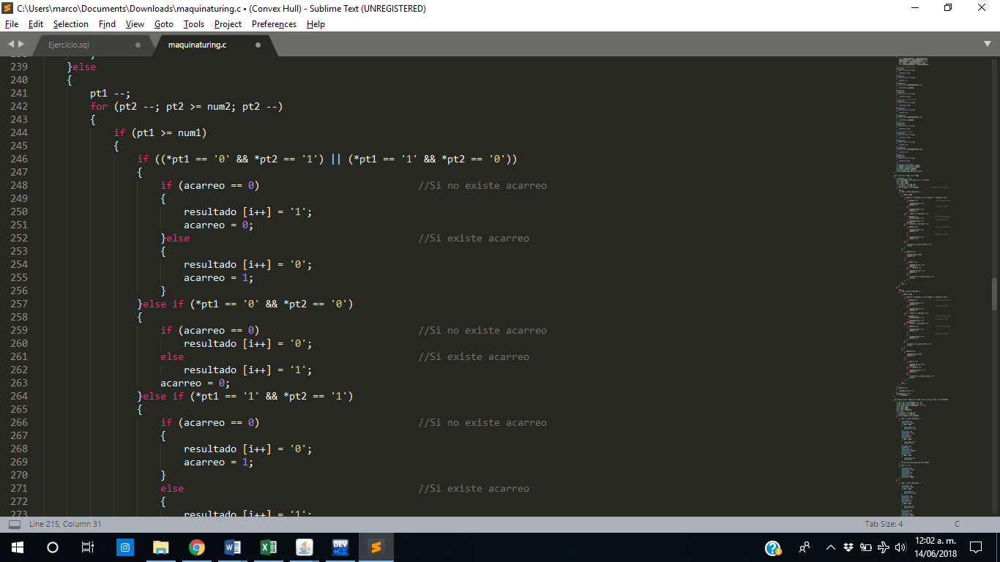 C:\Users\marco\Documents\Downloads\maquinaturing.c • (Convex Hull) - Sublime Text (UNREGISTERED)
File Edit Selection Find View Goto Tools Project Preferences Help
Ejercicio.sql maquinaturing.c
239 }else
240 {
241 pt1 --;
242 for (pt2 --; pt2 >= num2; pt2 --)
243 {
244 if (pt1 >= num1)
245 {
246 if ((*pt1 == '0' && *pt2 == '1') || (*pt1 == '1' && *pt2 == '0'))
247 {
248 if (acarreo == 0) //Si no existe acarreo
249 {
250 resultado [i++] = '1';
251 acarreo = 0;
252 }else //Si existe acarreo
253 {
254 resultado [i++] = '0';
255 acarreo = 1;
256 }
257 }else if (*pt1 == '0' && *pt2 == '0')
258 {
259 if (acarreo == 0) //Si no existe acarreo
260 resultado [i++] = '0';
261 else //Si existe acarreo
262 resultado [i++] = '1';
263 acarreo = 0;
264 }else if (*pt1 == '1' && *pt2 == '1')
265 {
266 if (acarreo == 0) //Si no existe acarreo
267 {
268 resultado [i++] = '0';
269 acarreo = 1;
270 }
271 else //Si existe acarreo
272 {
273 resultado [i++] = '1';
Line 215, Column 31 Tab Size: 4 C
DEV
12:02 a. m.
14/06/2018